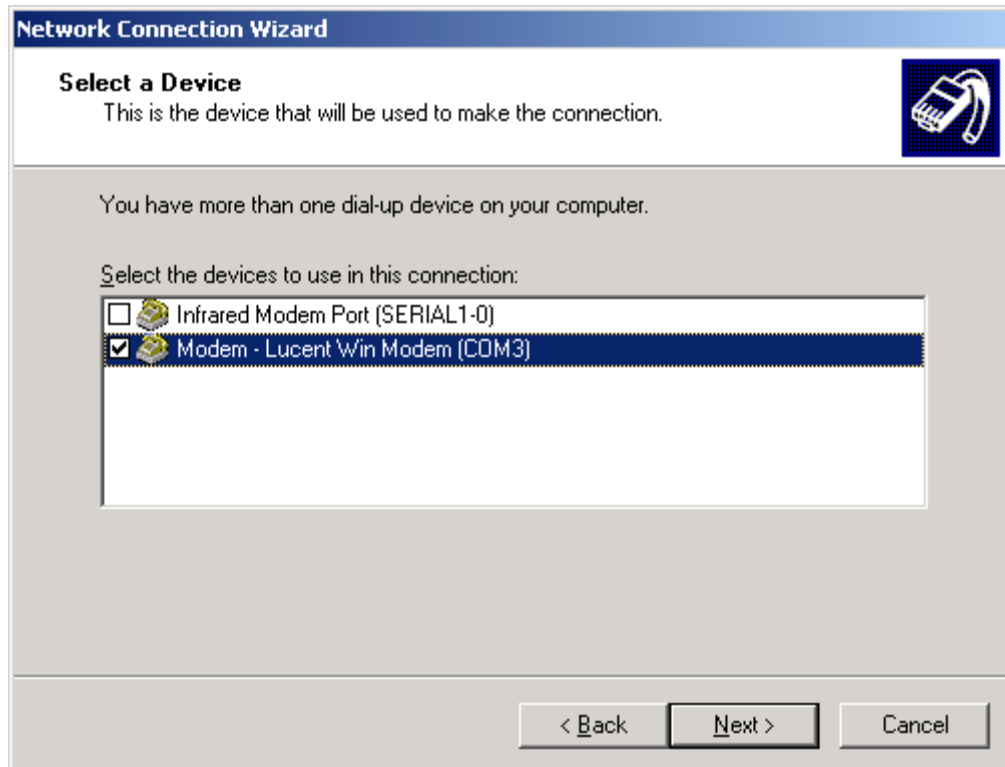 Network Connection Wizard
Select a Device
This is the device that will be used to make the connection.
You have more than one dial-up device on your computer.
Select the devices to use in this connection:
Infrared Modem Port (SERIAL1-0)
Modem - Lucent Win Modem (COM3)
< Back Next > Cancel